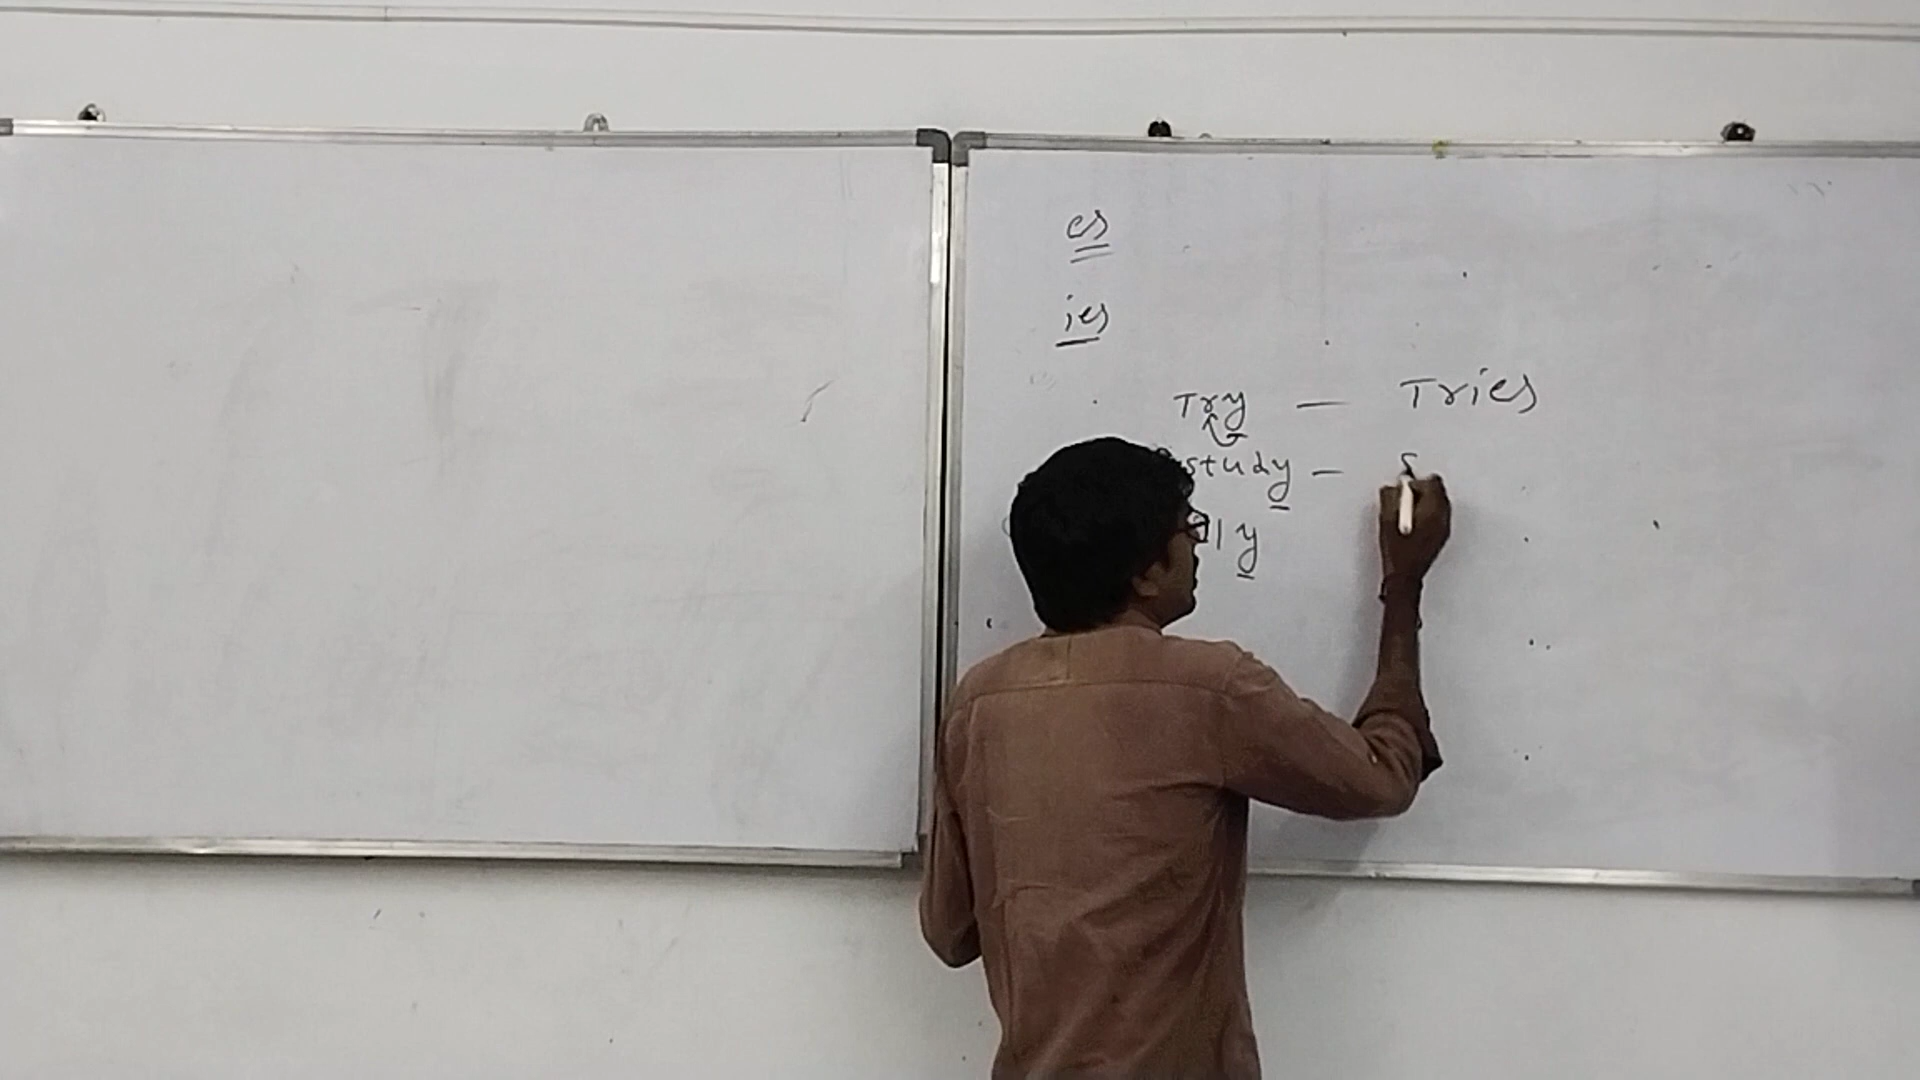 es
ies
Try — Tries
study — S
y